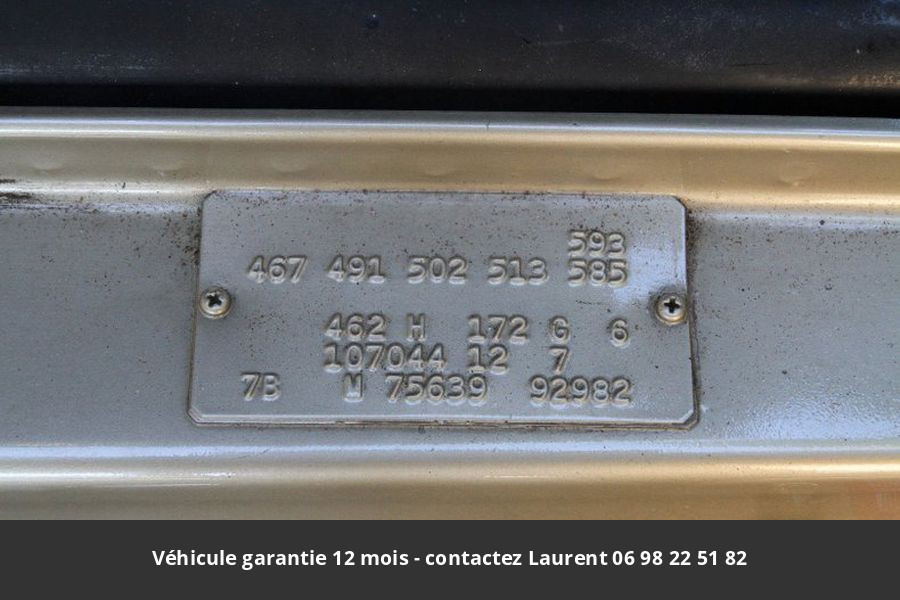 593
467 491 502 513 585
462 H 172 G 6
107044 12 7
7B M 75639 92982
Véhicule garantie 12 mois - contactez Laurent 06 98 22 51 82